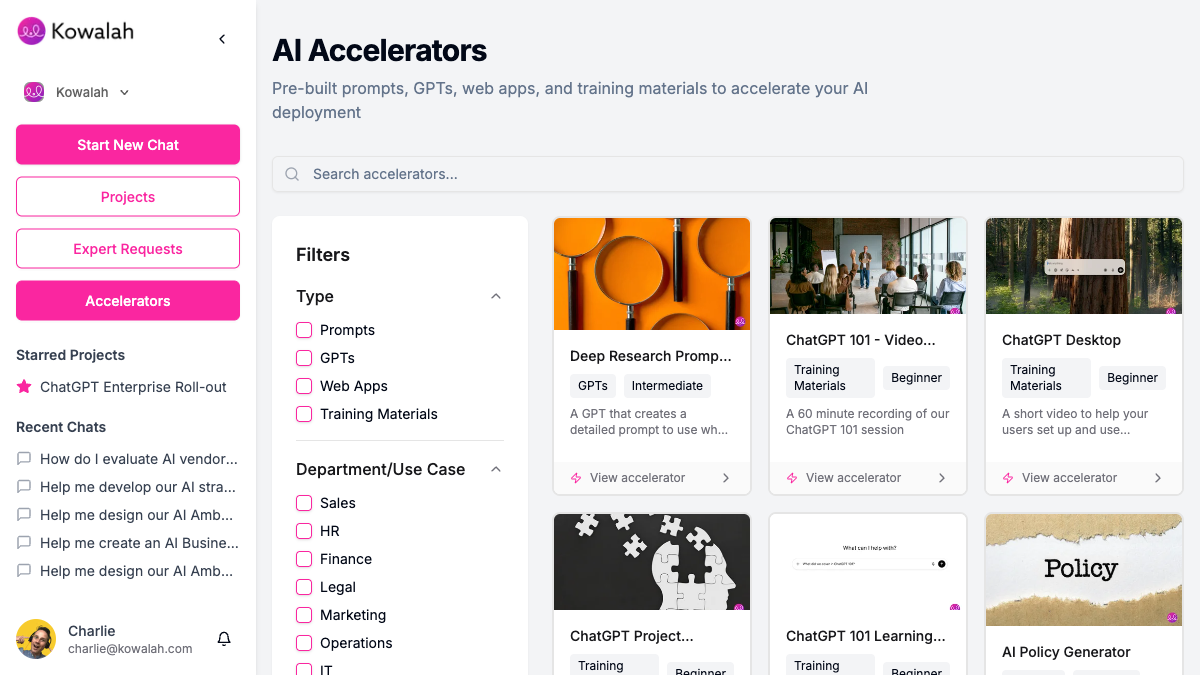 Kowalah
Kowalah
Start New Chat
Projects
Expert Requests
Accelerators
Starred Projects
ChatGPT Enterprise Roll-out
Recent Chats
How do I evaluate AI vendor...
Help me develop our AI stra...
Help me design our AI Amb...
Help me create an AI Busine...
Help me design our AI Amb...
Charlie
charlie@kowalah.com
AI Accelerators
Pre-built prompts, GPTs, web apps, and training materials to accelerate your AI
deployment
Search accelerators...
Filters
Type
Prompts
GPTs
Web Apps
Training Materials
Department/Use Case
Sales
HR
Finance
Legal
Marketing
Operations
IT
Deep Research Promp...
GPTs
Intermediate
A GPT that creates a
detailed prompt to use wh...
View accelerator
ChatGPT 101 - Video...
Training
Materials
Beginner
A 60 minute recording of our
ChatGPT 101 session
View accelerator
ChatGPT Desktop
Training
Materials
Beginner
A short video to help your
users set up and use...
View accelerator
ChatGPT Project...
Training
Beginner
What can I help with?
ChatGPT 101 Learning...
Training
Beginner
Policy
AI Policy Generator